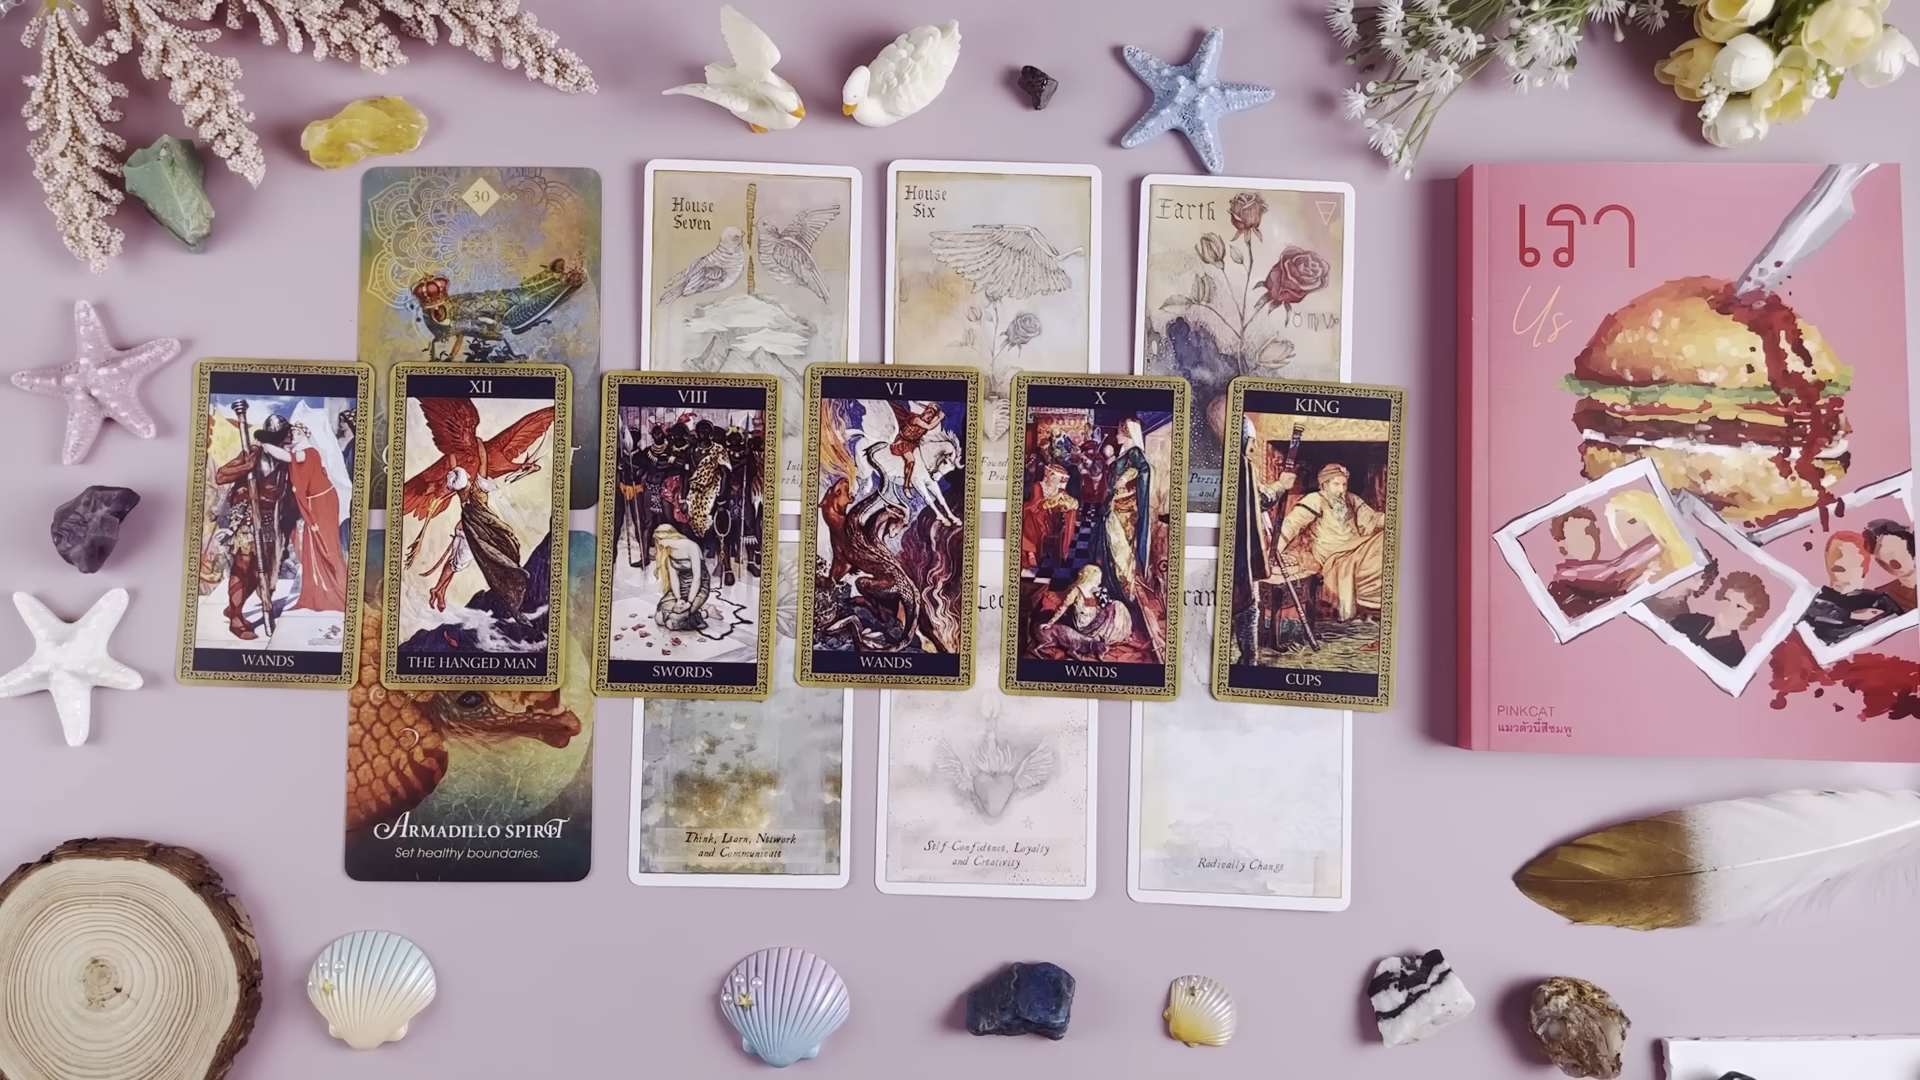 30
House
Seven
House
Six
Earth
เรา
Us
VII
WANDS
XII
THE HANGED MAN
VIII
SWORDS
VI
WANDS
X
WANDS
KING
CUPS
PINKCAT
แมวตัวนี้สีชมพู
ARMADILLO SPIRIT
Set healthy boundaries.
Think, Learn, Network
and Communicate
Self-Confidence, Loyalty
and Creativity
Radically Change